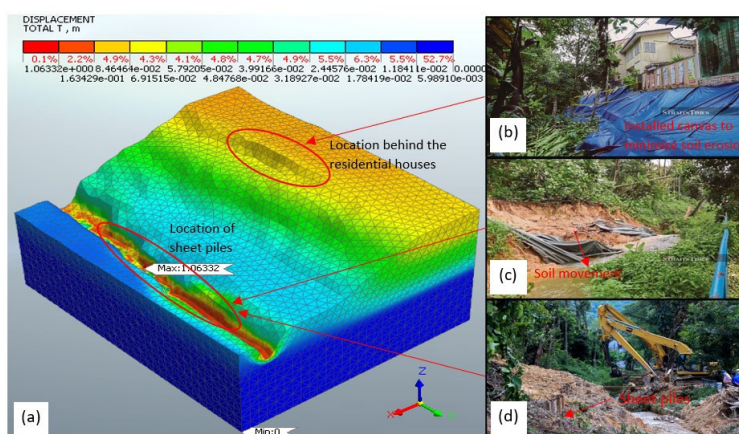 DISPLACEMENT
TOTAL T , m
0.1% 2.2% 4.9% 4.3% 4.1% 4.8% 4.7% 4.9% 5.5% 6.3% 5.5% 52.7%
1.06332e+000 8.46464e-002 5.79205e-002 3.99166e-002 2.44576e-002 1.18411e-002 0.0000
1.63429e-001 6.91515e-002 4.84768e-002 3.18927e-002 1.78419e-002 5.98910e-003
Location behind the
residential houses
Location of
sheet piles
Max:1.06332
Min:0
X
Z
(a)
STRAITS TIMES
Installed canvas to
minimise soil erosion
(b)
STRAITS TIMES
Soil movement
(c)
Sheet piles
(d)